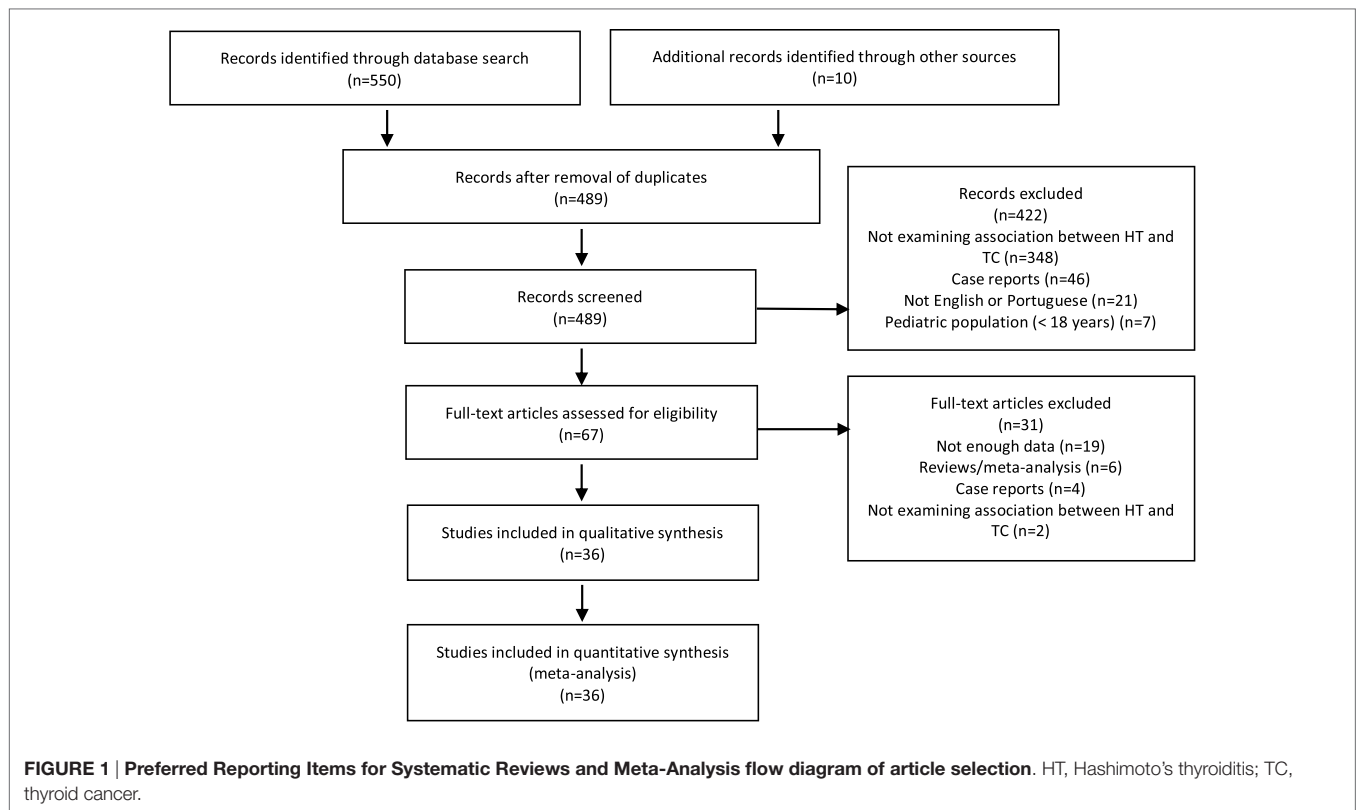 Records identified through database search
(n=550)
Additional records identified through other sources
(n=10)
Records after removal of duplicates
(n=489)
Records screened
(n=489)
Records excluded
(n=422)
Not examining association between HT and
TC (n=348)
Case reports (n=46)
Not English or Portuguese (n=21)
Pediatric population (< 18 years) (n=7)
Full-text articles assessed for eligibility
(n=67)
Full-text articles excluded
(n=31)
Not enough data (n=19)
Reviews/meta-analysis (n=6)
Case reports (n=4)
Not examining association between HT and
TC (n=2)
Studies included in qualitative synthesis
(n=36)
Studies included in quantitative synthesis
(meta-analysis)
(n=36)
FIGURE 1 | Preferred Reporting Items for Systematic Reviews and Meta-Analysis flow diagram of article selection. HT, Hashimoto’s thyroiditis; TC,
thyroid cancer.